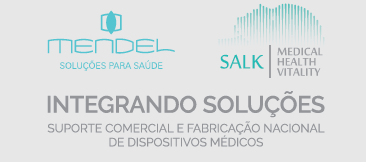 MENDEL
SOLUÇÕES PARA SAÚDE
SALK
MEDICAL
HEALTH
VITALITY
INTEGRANDO SOLUÇÕES
SUPORTE COMERCIAL E FABRICAÇÃO NACIONAL
DE DISPOSITIVOS MÉDICOS